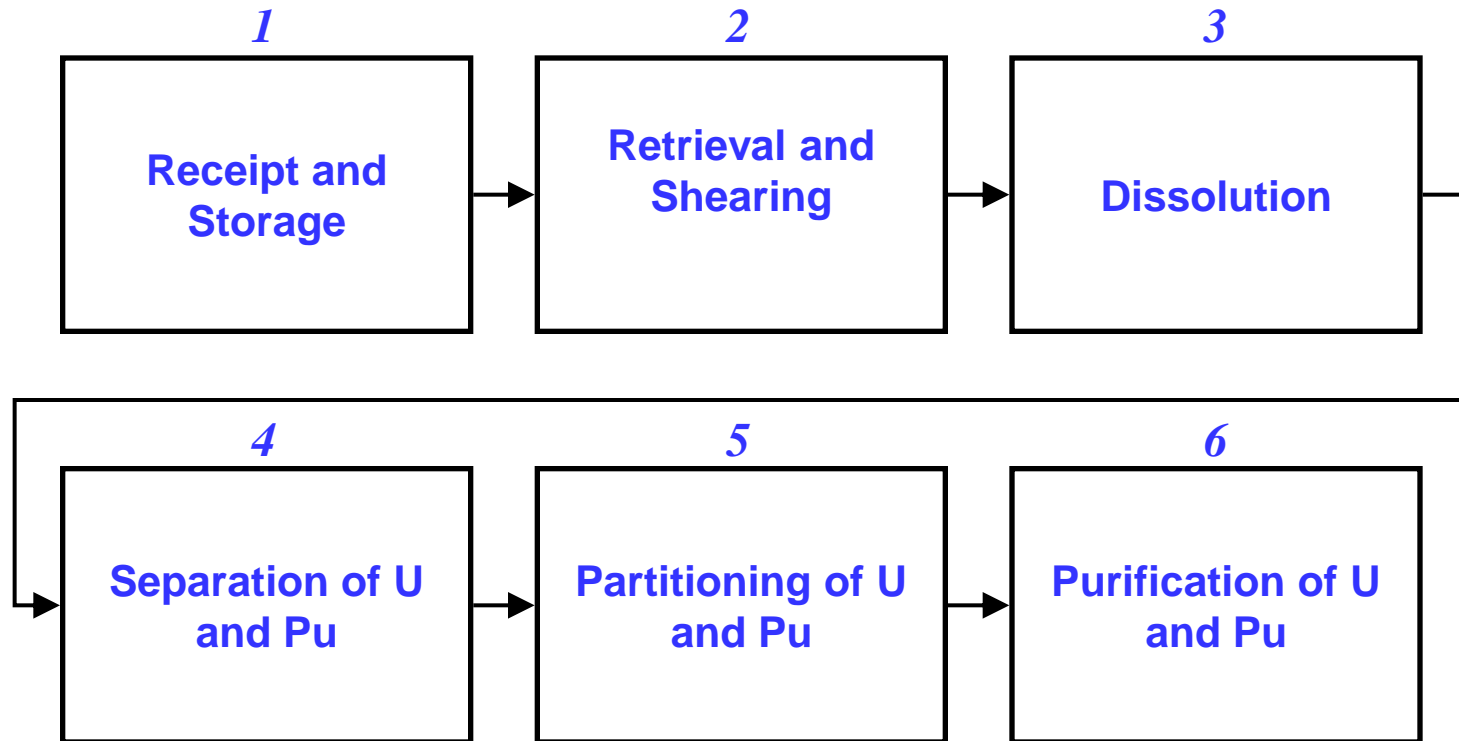 1
2
3
Receipt and
Storage
Retrieval and
Shearing
Dissolution
4
5
6
Separation of U
and Pu
Partitioning of U
and Pu
Purification of U
and Pu